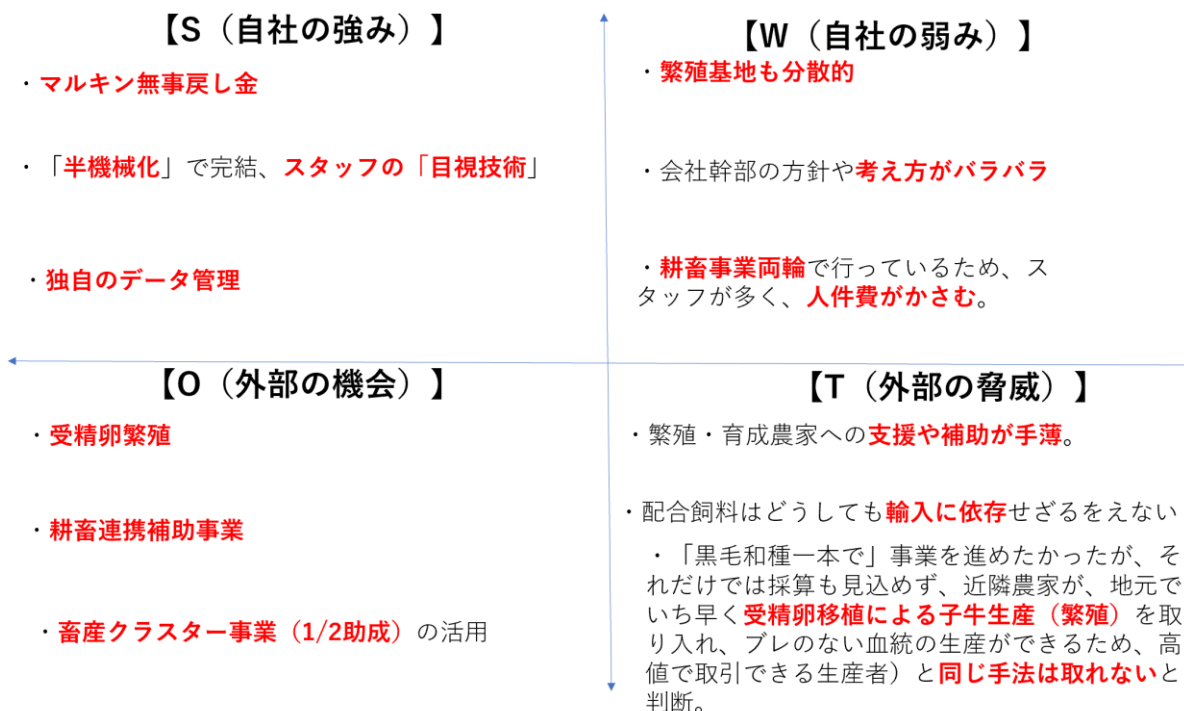 【S（自社の強み）】
・マルキン無事戻し金
・「半機械化」で完結、スタッフの「目視技術」
・独自のデータ管理
【W（自社の弱み）】
・繁殖基地も分散的
・会社幹部の方針や考え方がバラバラ
・耕畜事業両輪で行っているため、ス
タッフが多く、人件費がかさむ。
【O（外部の機会）】
・受精卵繁殖
・耕畜連携補助事業
・畜産クラスター事業（1/2助成）の活用
【T（外部の脅威）】
・繁殖・育成農家への支援や補助が手薄。
・配合飼料はどうしても輸入に依存せざるをえない
・「黒毛和種一本で」事業を進めたかったが、そ
れだけでは採算も見込めず、近隣農家が、地元で
いち早く受精卵移植による子牛生産（繁殖）を取
り入れ、ブレのない血統の生産ができるため、高
値で取引できる生産者）と同じ手法は取れないと
判断。